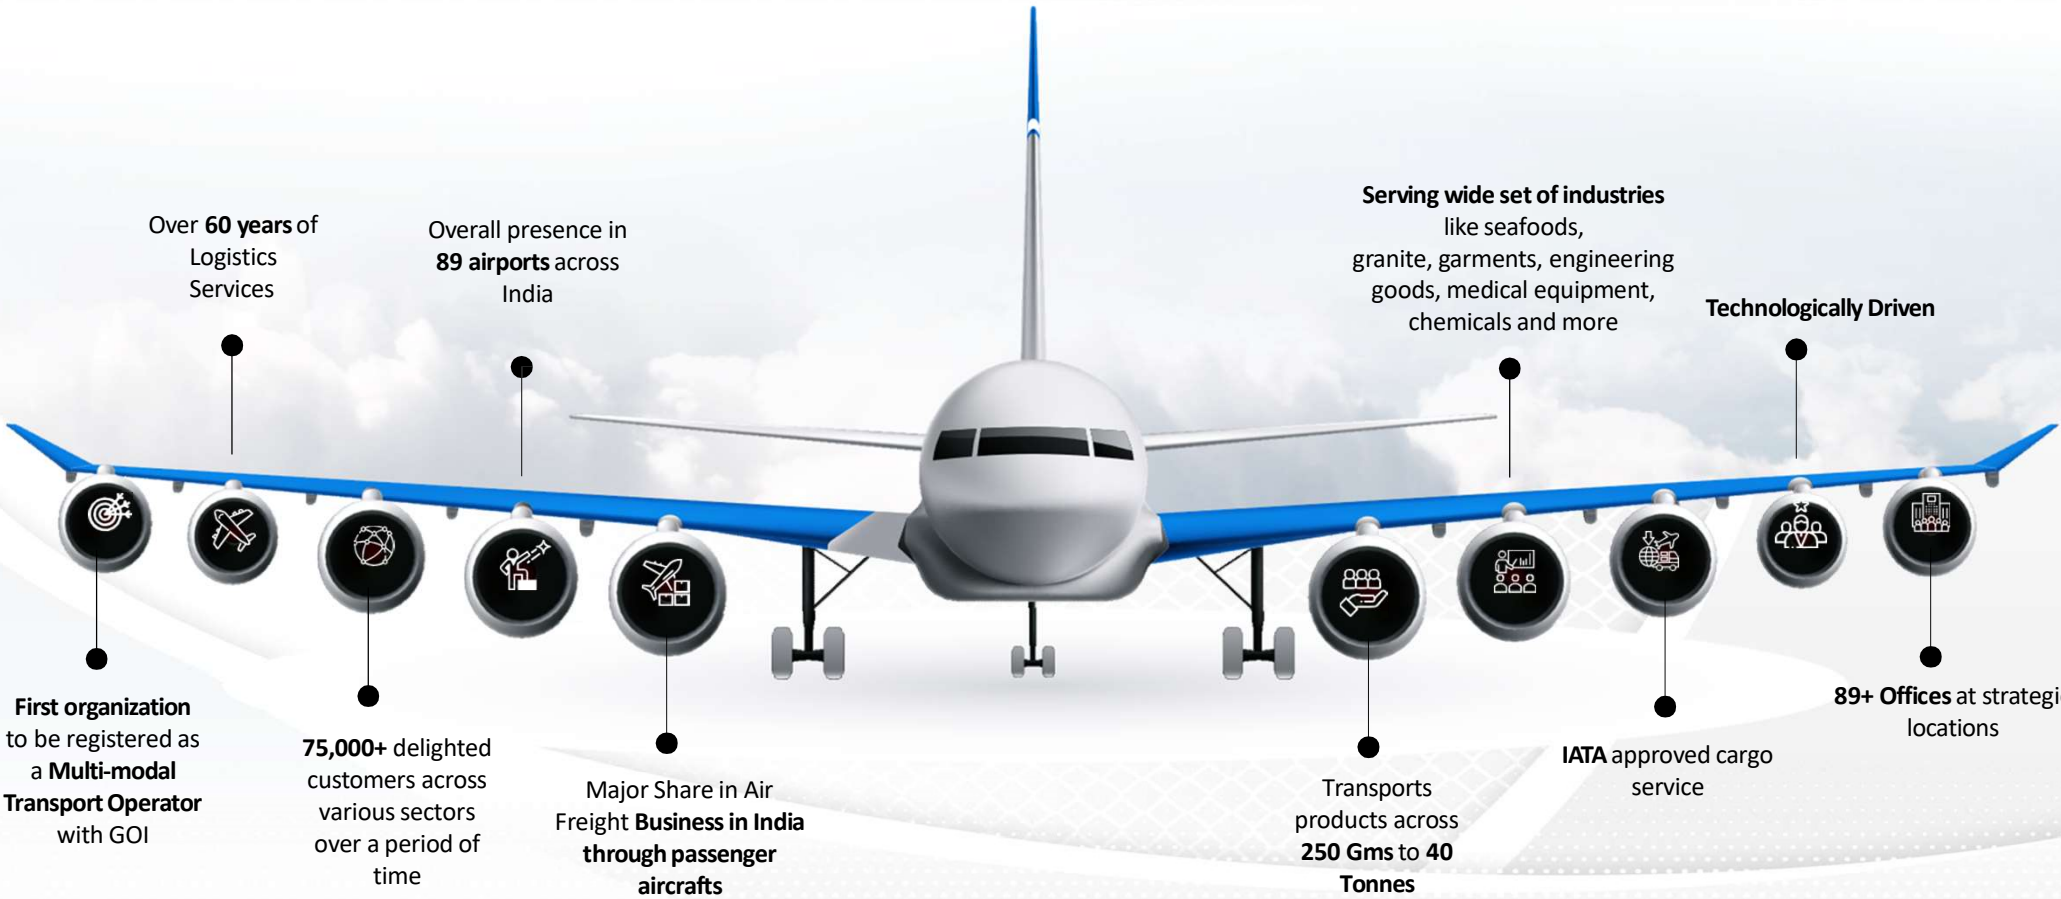 Over 60 years of
Logistics
Services
Overall presence in
89 airports across
India
Serving wide set of industries
like seafoods,
granite, garments, engineering
goods, medical equipment,
chemicals and more
Technologically Driven
First organization
to be registered as
a Multi-modal
Transport Operator
with GOI
75,000+ delighted
customers across
various sectors
over a period of
time
Major Share in Air
Freight Business in India
through passenger
aircrafts
Transports
products across
250 Gms to 40
Tonnes
IATA approved cargo
service
89+ Offices at strategi
locations